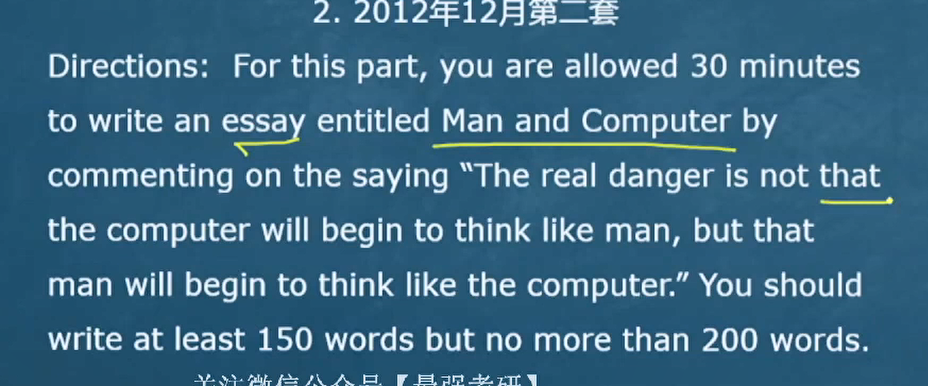 2. 2012年12月第二套
Directions: For this part, you are allowed 30 minutes
to write an essay entitled Man and Computer by
commenting on the saying “The real danger is not that
the computer will begin to think like man, but that
man will begin to think like the computer.” You should
write at least 150 words but no more than 200 words.
关注微信公众号【最强考研】